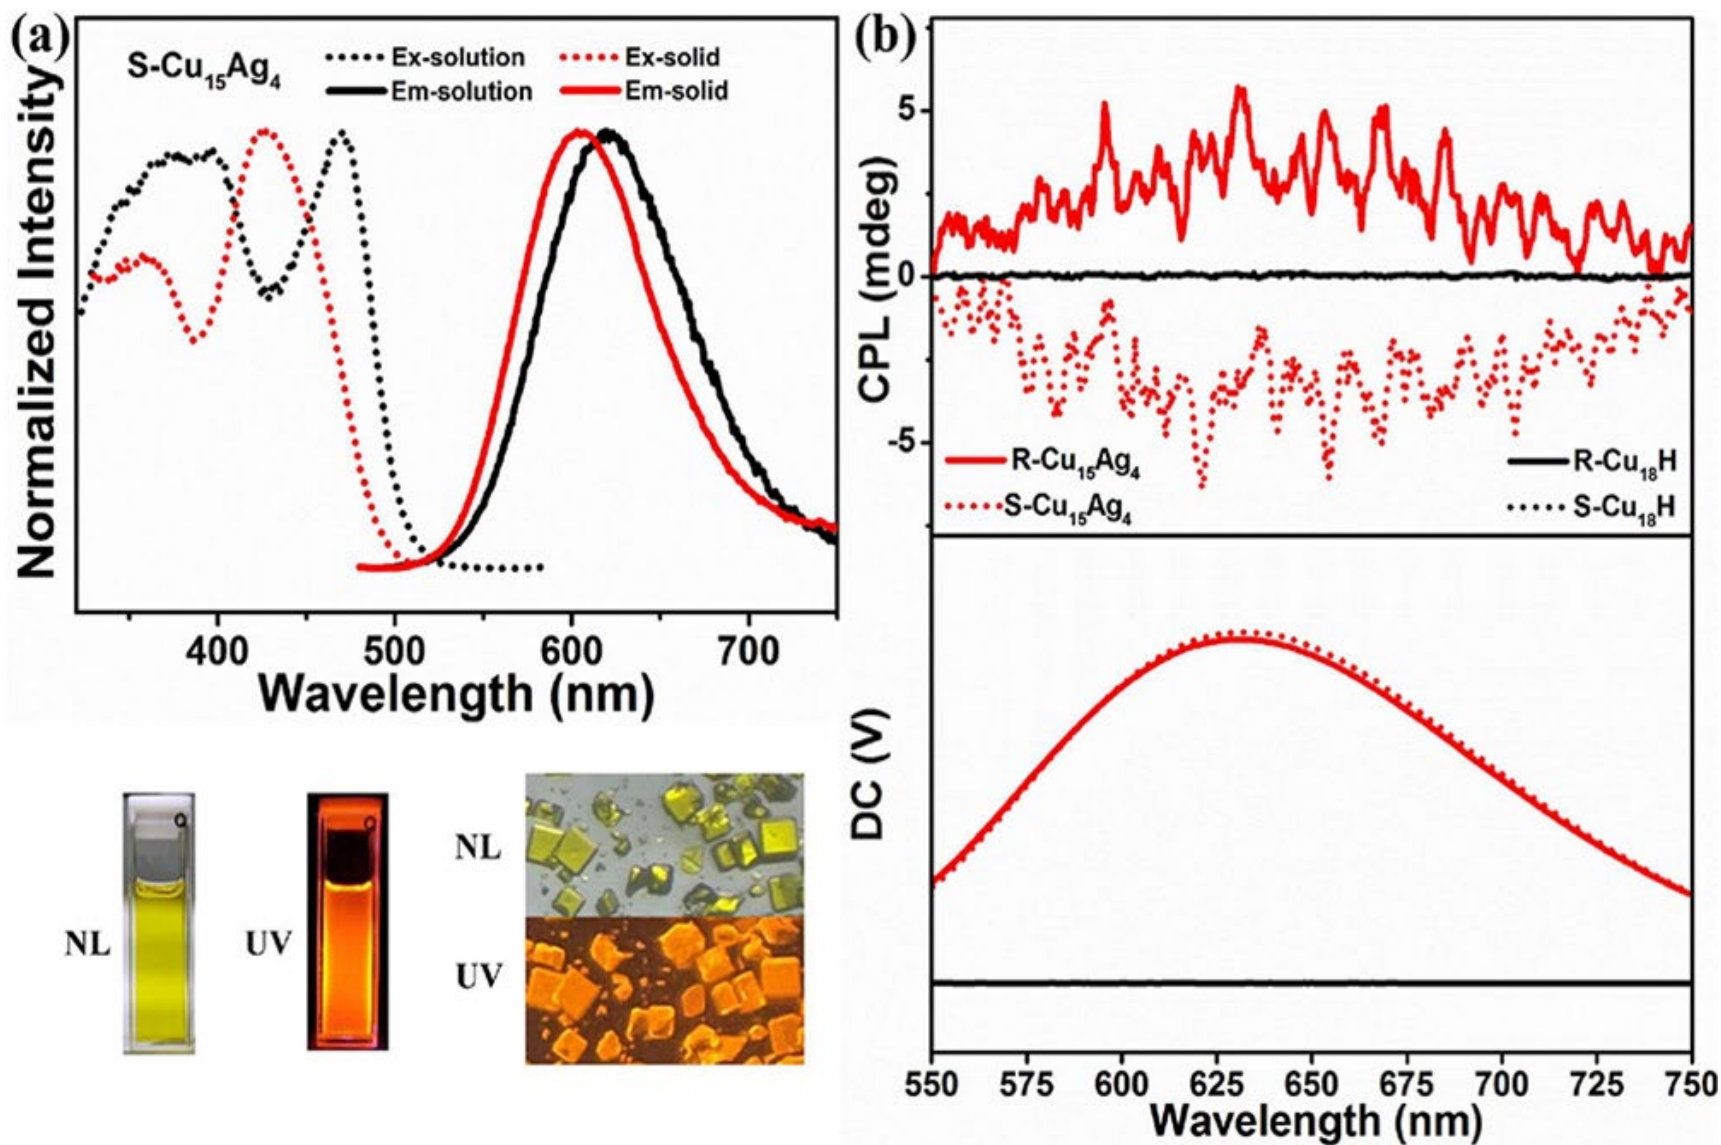 (a)
S-Cu₁₅Ag₄
Ex-solution Ex-solid
Em-solution Em-solid
Normalized Intensity
400 500 600 700
Wavelength (nm)
NL
UV
NL
UV
(b)
5
0
-5
CPL (mdeg)
R-Cu₁₅Ag₄ R-Cu₁₈H
S-Cu₁₅Ag₄ S-Cu₁₈H
DC (V)
550 575 600 625 650 675 700 725 750
Wavelength (nm)